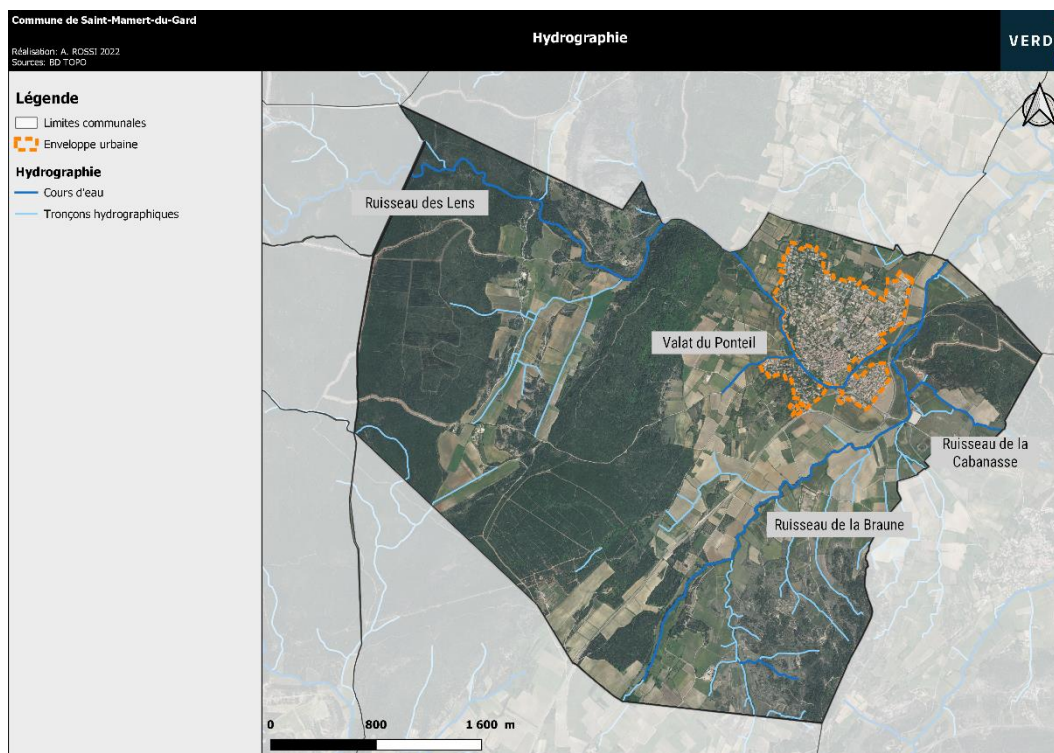 Commune de Saint-Mamert-du-Gard
Réalisation: A. ROSSI 2022
Sources: BD TOPO
Hydrographie
VERD
Légende
Limites communales
Enveloppe urbaine
Hydrographie
Cours d'eau
Tronçons hydrographiques
Ruisseau des Lens
Valat du Ponteil
Ruisseau de la
Cabanasse
Ruisseau de la Braune
0 800 1 600 m